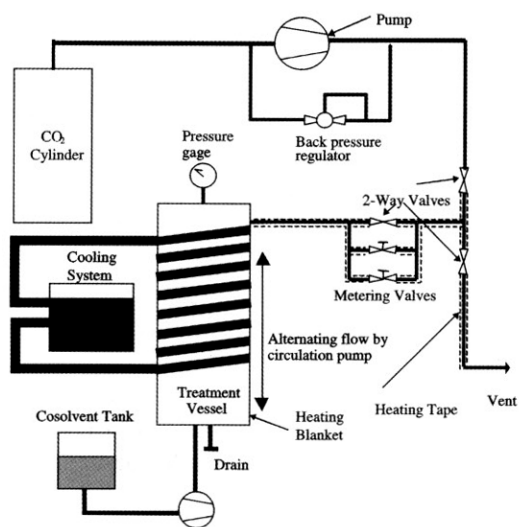 Pump
CO2
Cylinder
Pressure
gage
Back pressure
regulator
2-Way Valves
Cooling
System
Metering Valves
Alternating flow by
circulation pump
Treatment
Vessel
Heating
Blanket
Heating Tape
Vent
Cosolvent Tank
Drain